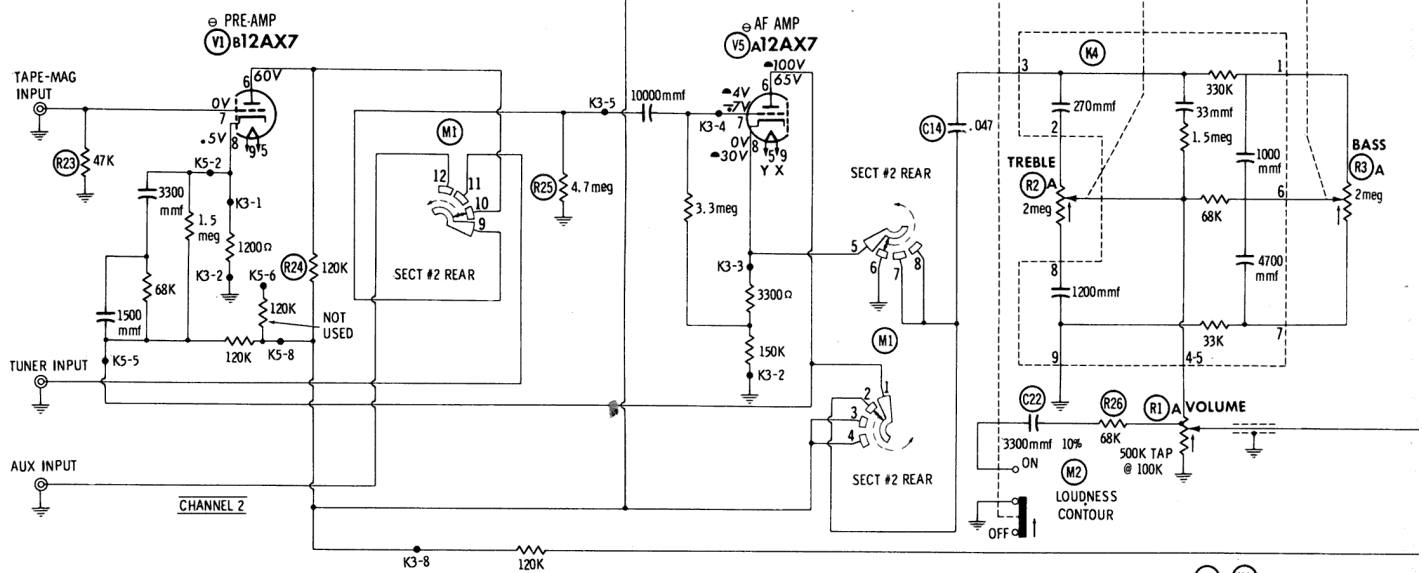 ⊖ PRE-AMP
V1 B 12AX7
TAPE-MAG
INPUT
6
60V
0V
7
.5V
8
9
5
R23
47K
K5-2
3300
mmf
1.5
meg
K3-1
1200Ω
K3-2
K5-6
68K
1500
mmf
120K
NOT
USED
K5-5
120K
K5-8
R24
120K
TUNER INPUT
AUX INPUT
CHANNEL 2
K3-8
120K
M1
12
11
10
9
SECT #2 REAR
K3-5
10000mmf
R25
4.7meg
⊖ AF AMP
V5 A 12AX7
100V
65V
6
4V
.7V
K3-4
7
0V
8
30V
5
9
Y X
3.3meg
K3-3
3300Ω
150K
K3-2
SECT #2 REAR
5
6
7
8
M1
1
2
3
4
SECT #2 REAR
C14
.047
K4
3
1
270mmf
2
33mmf
330K
1.5meg
1000
mmf
TREBLE
R2 A
2meg
BASS
R3 A
2meg
6
68K
8
1200mmf
4700
mmf
33K
7
9
4-5
C22
3300mmf 10%
R26
68K
R1 A VOLUME
500K TAP
@ 100K
ON
M2
LOUDNESS
CONTOUR
OFF